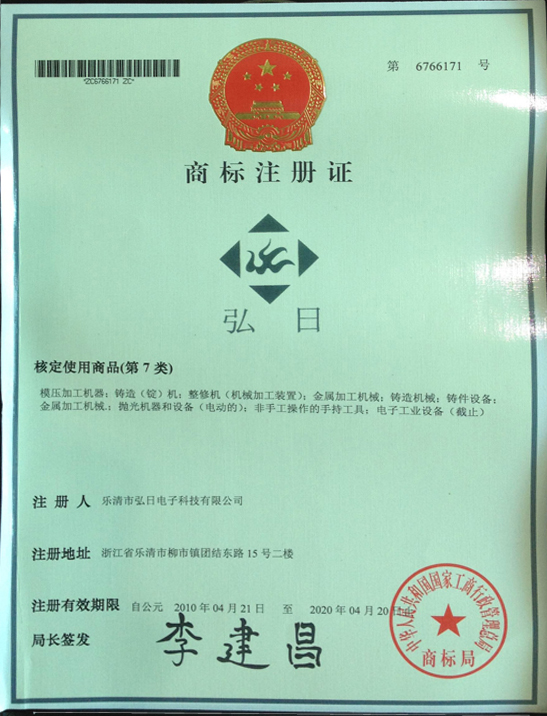 第 6766171 号
*ZC6766171 ZC*
商标注册证
弘日
核定使用商品(第 7 类)
模压加工机器；铸造（锭）机；整修机（机械加工装置）；金属加工机械；铸造机械；铸件设备；
金属加工机械.；抛光机器和设备（电动的）；非手工操作的手持工具；电子工业设备（截止）
注 册 人 乐清市弘日电子科技有限公司
注册地址 浙江省乐清市柳市镇团结东路 15 号二楼
注册有效期限 自公元 2010 年 04 月 21 日 至 2020 年 04 月 20 日止
局长签发 李建昌
中华人民共和国国家工商行政管理总局
商标局